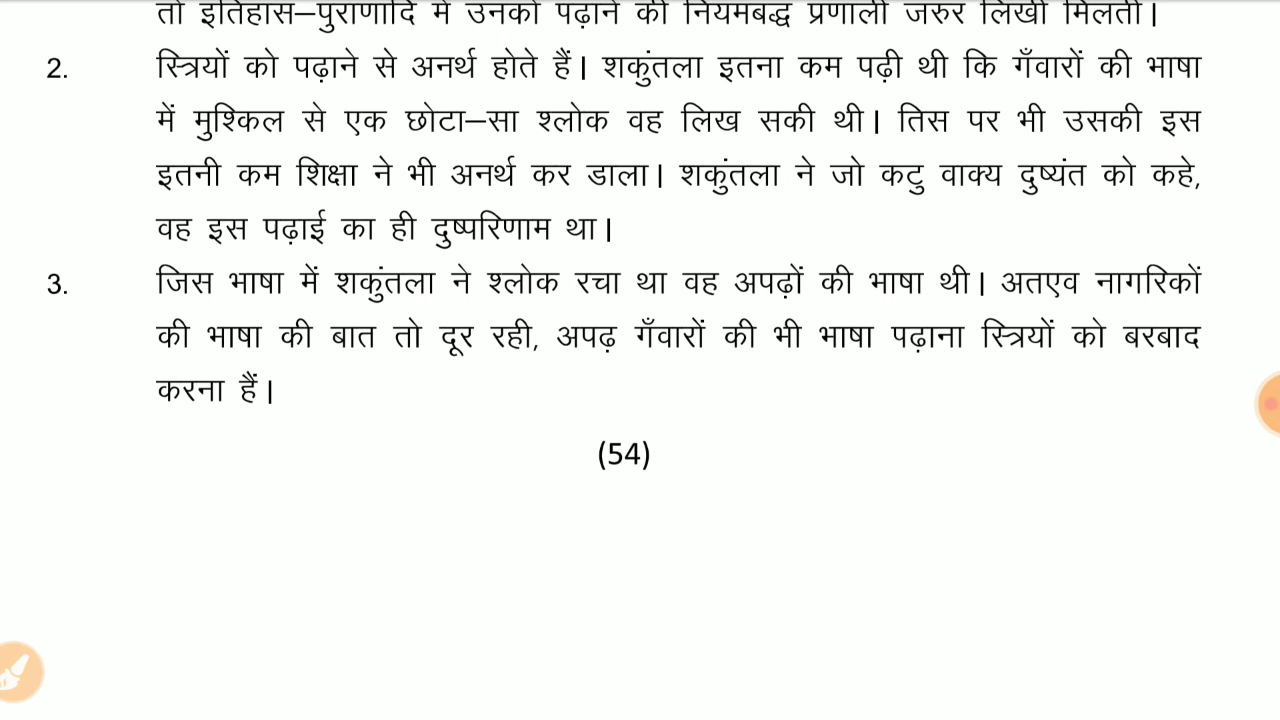 तो इतिहास–पुराणादि में उनको पढ़ाने की नियमबद्ध प्रणाली जरुर लिखी मिलती।
2. स्त्रियों को पढ़ाने से अनर्थ होते हैं। शकुंतला इतना कम पढ़ी थी कि गँवारों की भाषा
में मुश्किल से एक छोटा–सा श्लोक वह लिख सकी थी। तिस पर भी उसकी इस
इतनी कम शिक्षा ने भी अनर्थ कर डाला। शकुंतला ने जो कटु वाक्य दुष्यंत को कहे,
वह इस पढ़ाई का ही दुष्परिणाम था।
3. जिस भाषा में शकुंतला ने श्लोक रचा था वह अपढ़ों की भाषा थी। अतएव नागरिकों
की भाषा की बात तो दूर रही, अपढ़ गँवारों की भी भाषा पढ़ाना स्त्रियों को बरबाद
करना हैं।
(54)